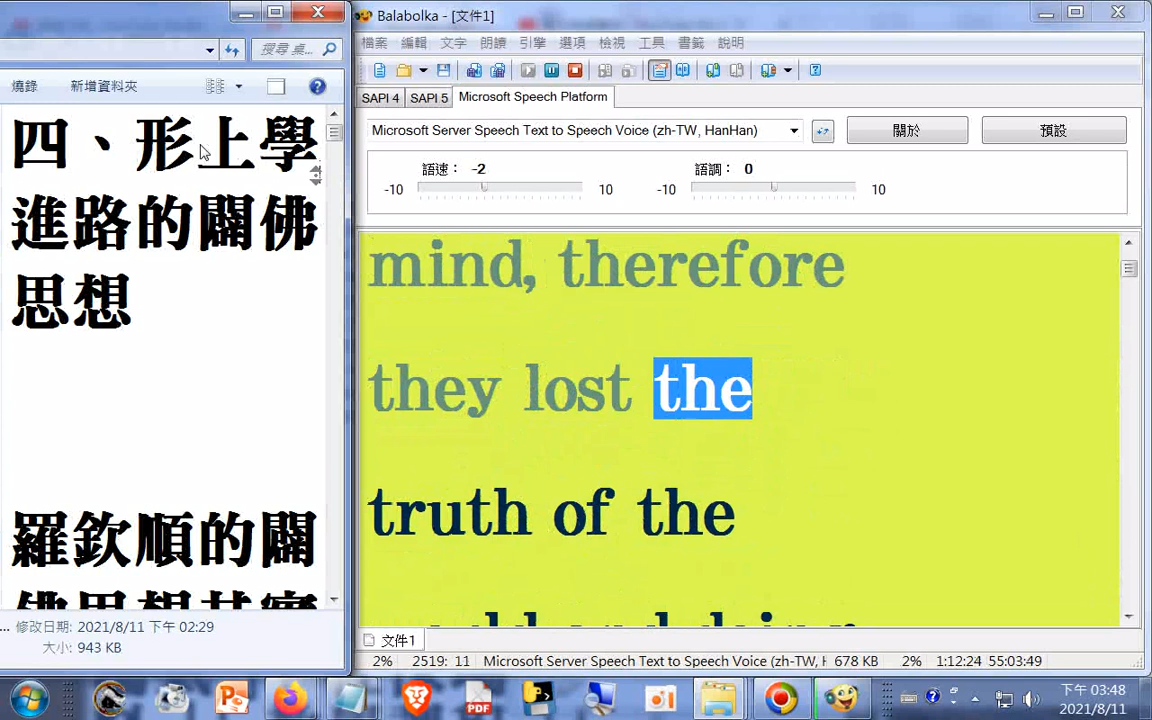 Balabolka - [文件1]
搜尋 桌...
檔案 編輯 文字 朗讀 引擎 選項 檢視 工具 書籤 說明
燒錄 新增資料夾
SAPI 4 SAPI 5 Microsoft Speech Platform
Microsoft Server Speech Text to Speech Voice (zh-TW, HanHan) 關於 預設
語速： -2 語調： 0
-10 10 -10 10
四、形上學
進路的闢佛
思想
羅欽順的闢
佛思想其實
mind, therefore
they lost the
truth of the
修改日期: 2021/8/11 下午 02:29
大小: 943 KB
文件1
2% 2519: 11 Microsoft Server Speech Text to Speech Voice (zh-TW, H 678 KB 2% 1:12:24 55:03:49
PDF
下午 03:48
2021/8/11